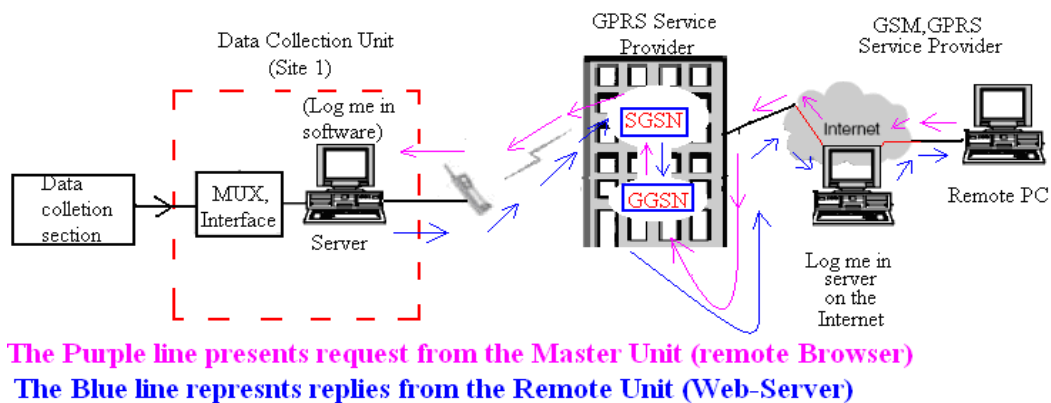 Data Collection Unit
(Site 1)
GPRS Service
Provider
GSM,GPRS
Service Provider
(Log me in
software)
SGSN
Internet
Data
colletion
section
MUX,
Interface
Server
GGSN
Remote PC
Log me in
server
on the
Internet
The Purple line presents request from the Master Unit (remote Browser)
The Blue line represnts replies from the Remote Unit (Web-Server)